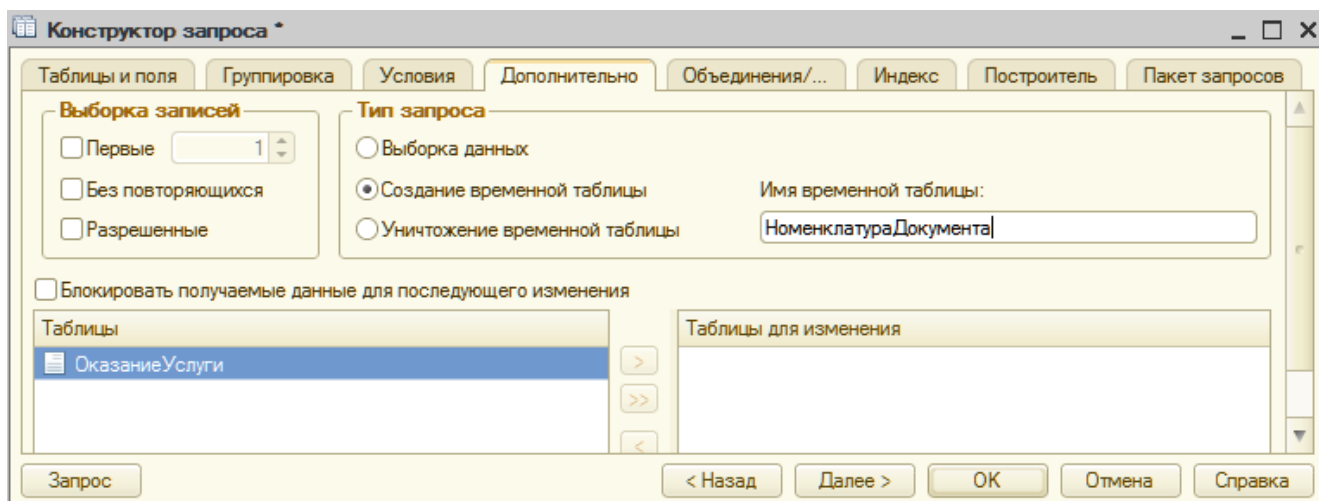 Конструктор запроса *
Таблицы и поля Группировка Условия Дополнительно Объединения/... Индекс Построитель Пакет запросов
Выборка записей Тип запроса
Первые 1 Выборка данных
Без повторяющихся Создание временной таблицы Имя временной таблицы:
Разрешенные Уничтожение временной таблицы НоменклатураДокумента
Блокировать получаемые данные для последующего изменения
Таблицы Таблицы для изменения
ОказаниеУслуги >
>>
<
Запрос < Назад Далее > OK Отмена Справка